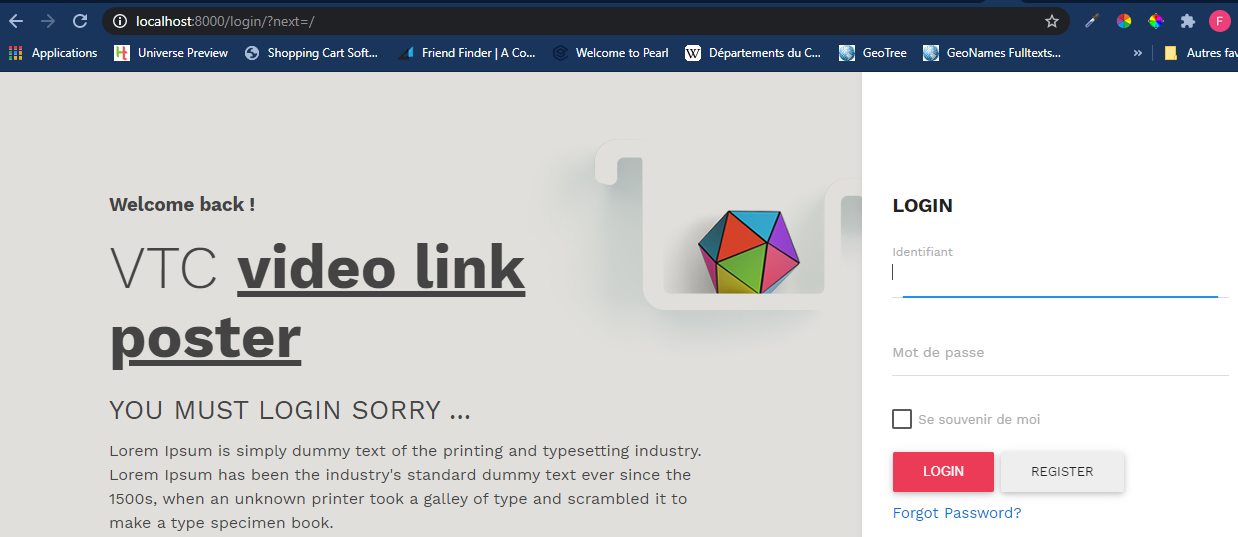 localhost:8000/login/?next=/
F
Applications
Universe Preview
Shopping Cart Soft...
Friend Finder | A Co...
Welcome to Pearl
W Départements du C...
GeoTree
GeoNames Fulltexts...
»
Autres fav
Welcome back !
VTC video link
poster
YOU MUST LOGIN SORRY ...
Lorem Ipsum is simply dummy text of the printing and typesetting industry.
Lorem Ipsum has been the industry's standard dummy text ever since the
1500s, when an unknown printer took a galley of type and scrambled it to
make a type specimen book.
LOGIN
Identifiant
Mot de passe
Se souvenir de moi
LOGIN
REGISTER
Forgot Password?